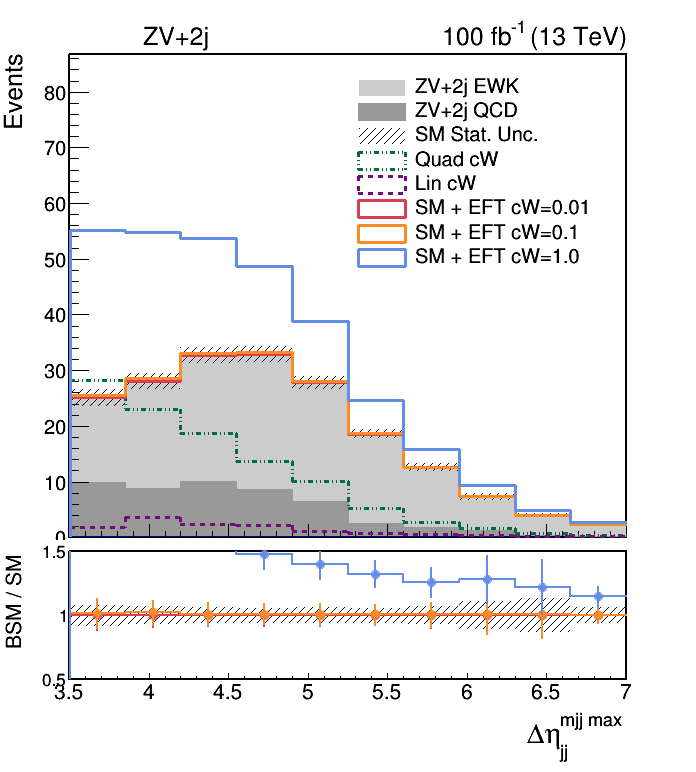 ZV+2j 100 fb-1 (13 TeV)
Events
80
70
60
50
40
30
20
10
0
ZV+2j EWK
ZV+2j QCD
SM Stat. Unc.
Quad cW
Lin cW
SM + EFT cW=0.01
SM + EFT cW=0.1
SM + EFT cW=1.0
BSM / SM
1.5
1
0.5
3.5 4 4.5 5 5.5 6 6.5 7
Δη jj mjj max